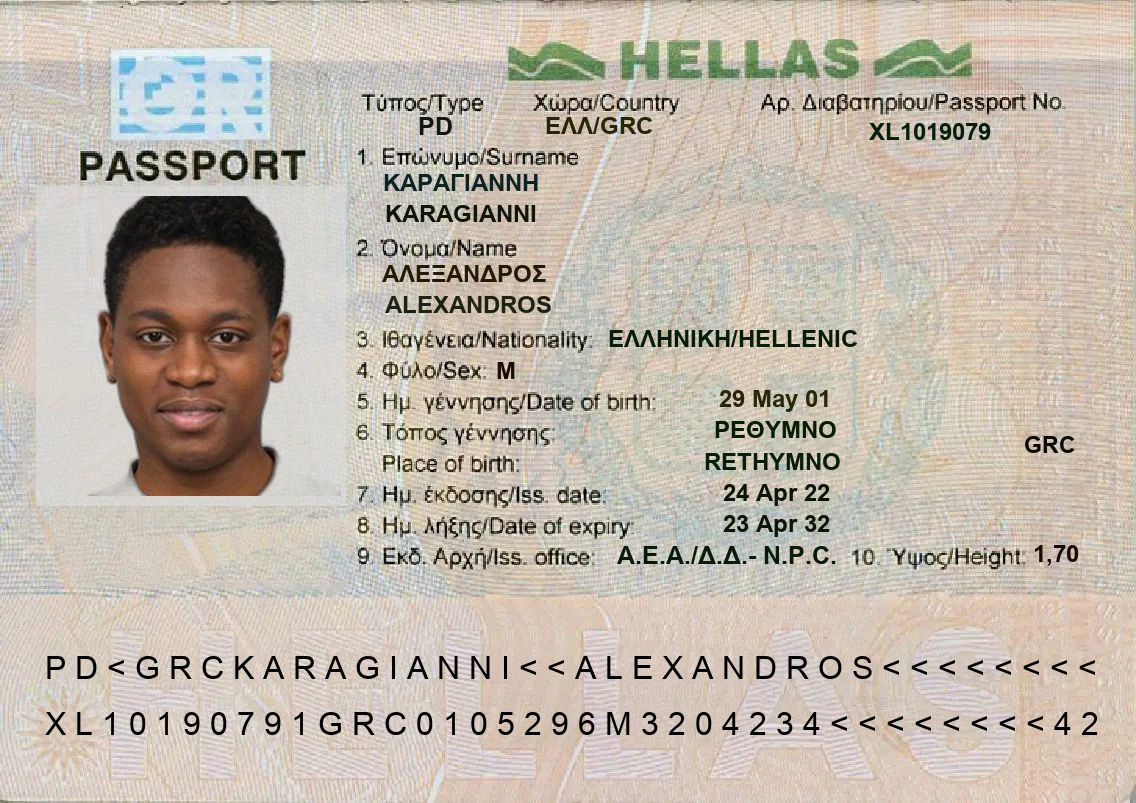 HELLAS
GR
PASSPORT
Τύπος/Type Χώρα/Country Αρ. Διαβατηρίου/Passport No.
PD ΕΛΛ/GRC XL1019079
1. Επώνυμο/Surname
ΚΑΡΑΓΙΑΝΝΗ
KARAGIANNI
2. Όνομα/Name
ΑΛΕΞΑΝΔΡΟΣ
ALEXANDROS
3. Ιθαγένεια/Nationality: ΕΛΛΗΝΙΚΗ/HELLENIC
4. Φύλο/Sex: M
5. Ημ. γέννησης/Date of birth: 29 May 01
6. Τόπος γέννησης: ΡΕΘΥΜΝΟ
Place of birth: RETHYMNO
GRC
7. Ημ. έκδοσης/Iss. date: 24 Apr 22
8. Ημ. λήξης/Date of expiry: 23 Apr 32
9 Εκδ. Αρχή/Iss. office: Α.Ε.Α./Δ.Δ.- N.P.C. 10. Ύψος/Height: 1,70
HELLAS
PD<GRCKARAGIANNI<<ALEXANDROS<<<<<<<<
XL10190791GRC0105296M3204234<<<<<<<<42